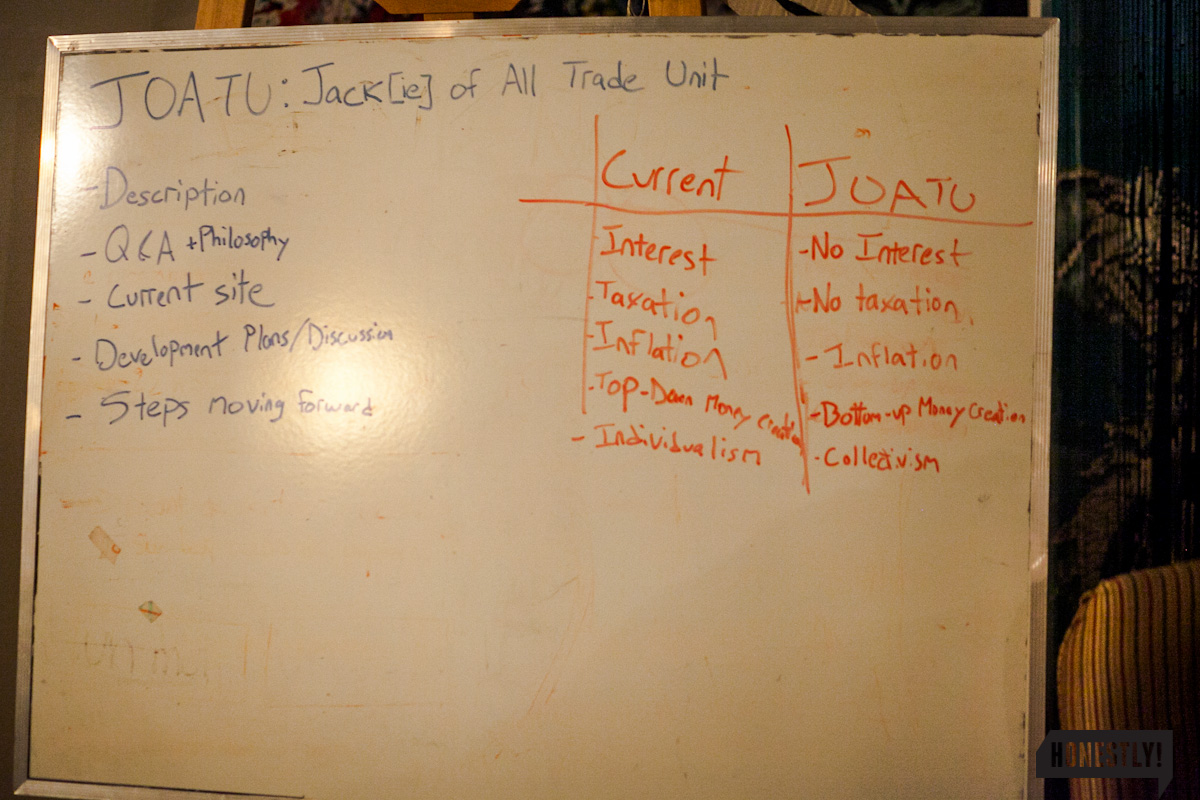 JOATU: Jack[ie] of All Trade Unit
- Description
- Q&A + Philosophy
- Current site
- Development Plans/Discussion
- Steps moving forward
Current
- Interest
- Taxation
- Inflation
- Top-Down Money Creation
- Individualism
JOATU
- No Interest
- No taxation
- Inflation
- Bottom-up Money Creation
- Collectivism
HONESTLY!